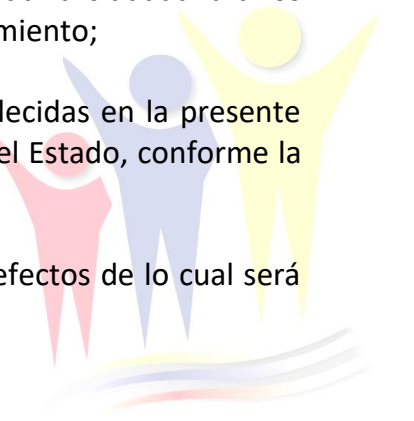 miento;
lecidas en la presente
el Estado, conforme la
efectos de lo cual será